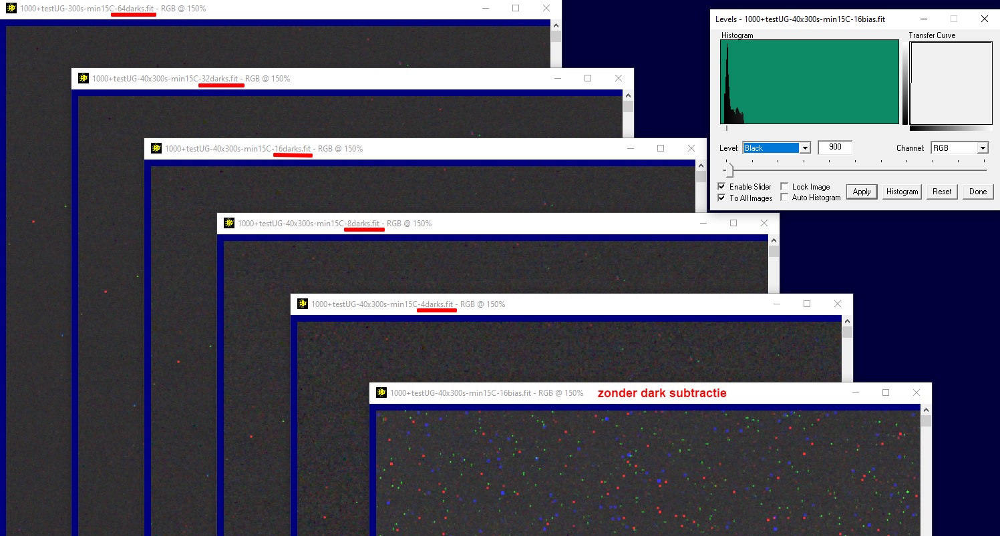 1000+testUG-300s-min15C-64darks.fit - RGB @ 150%
1000+testUG-40x300s-min15C-32darks.fit - RGB @ 150%
1000+testUG-40x300s-min15C-16darks.fit - RGB @ 150%
1000+testUG-40x300s-min15C-8darks.fit - RGB @ 150%
1000+testUG-40x300s-min15C-4darks.fit - RGB @ 150%
1000+testUG-40x300s-min15C-16bias.fit - RGB @ 150% zonder dark subtractie
Levels - 1000+testUG-40x300s-min15C-16bias.fit
Histogram Transfer Curve
Level: Black 900 Channel: RGB
Enable Slider Lock Image
To All Images Auto Histogram
Apply Histogram Reset Done